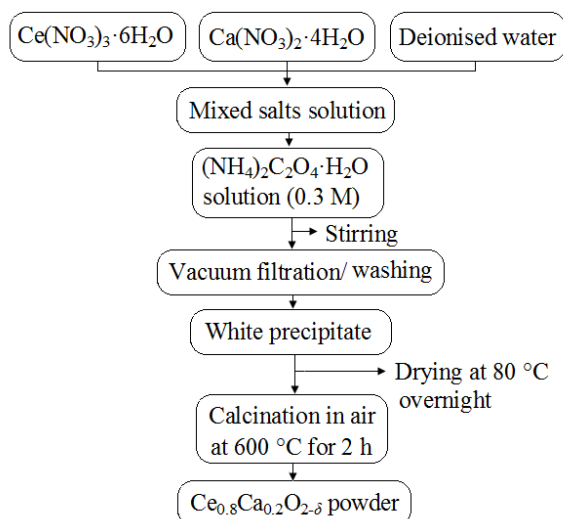 Ce(NO₃)₃·6H₂O
Ca(NO₃)₂·4H₂O
Deionised water
Mixed salts solution
(NH₄)₂C₂O₄·H₂O
solution (0.3 M)
Stirring
Vacuum filtration/ washing
White precipitate
Drying at 80 °C
overnight
Calcination in air
at 600 °C for 2 h
Ce₀.₈Ca₀.₂O₂₋δ powder